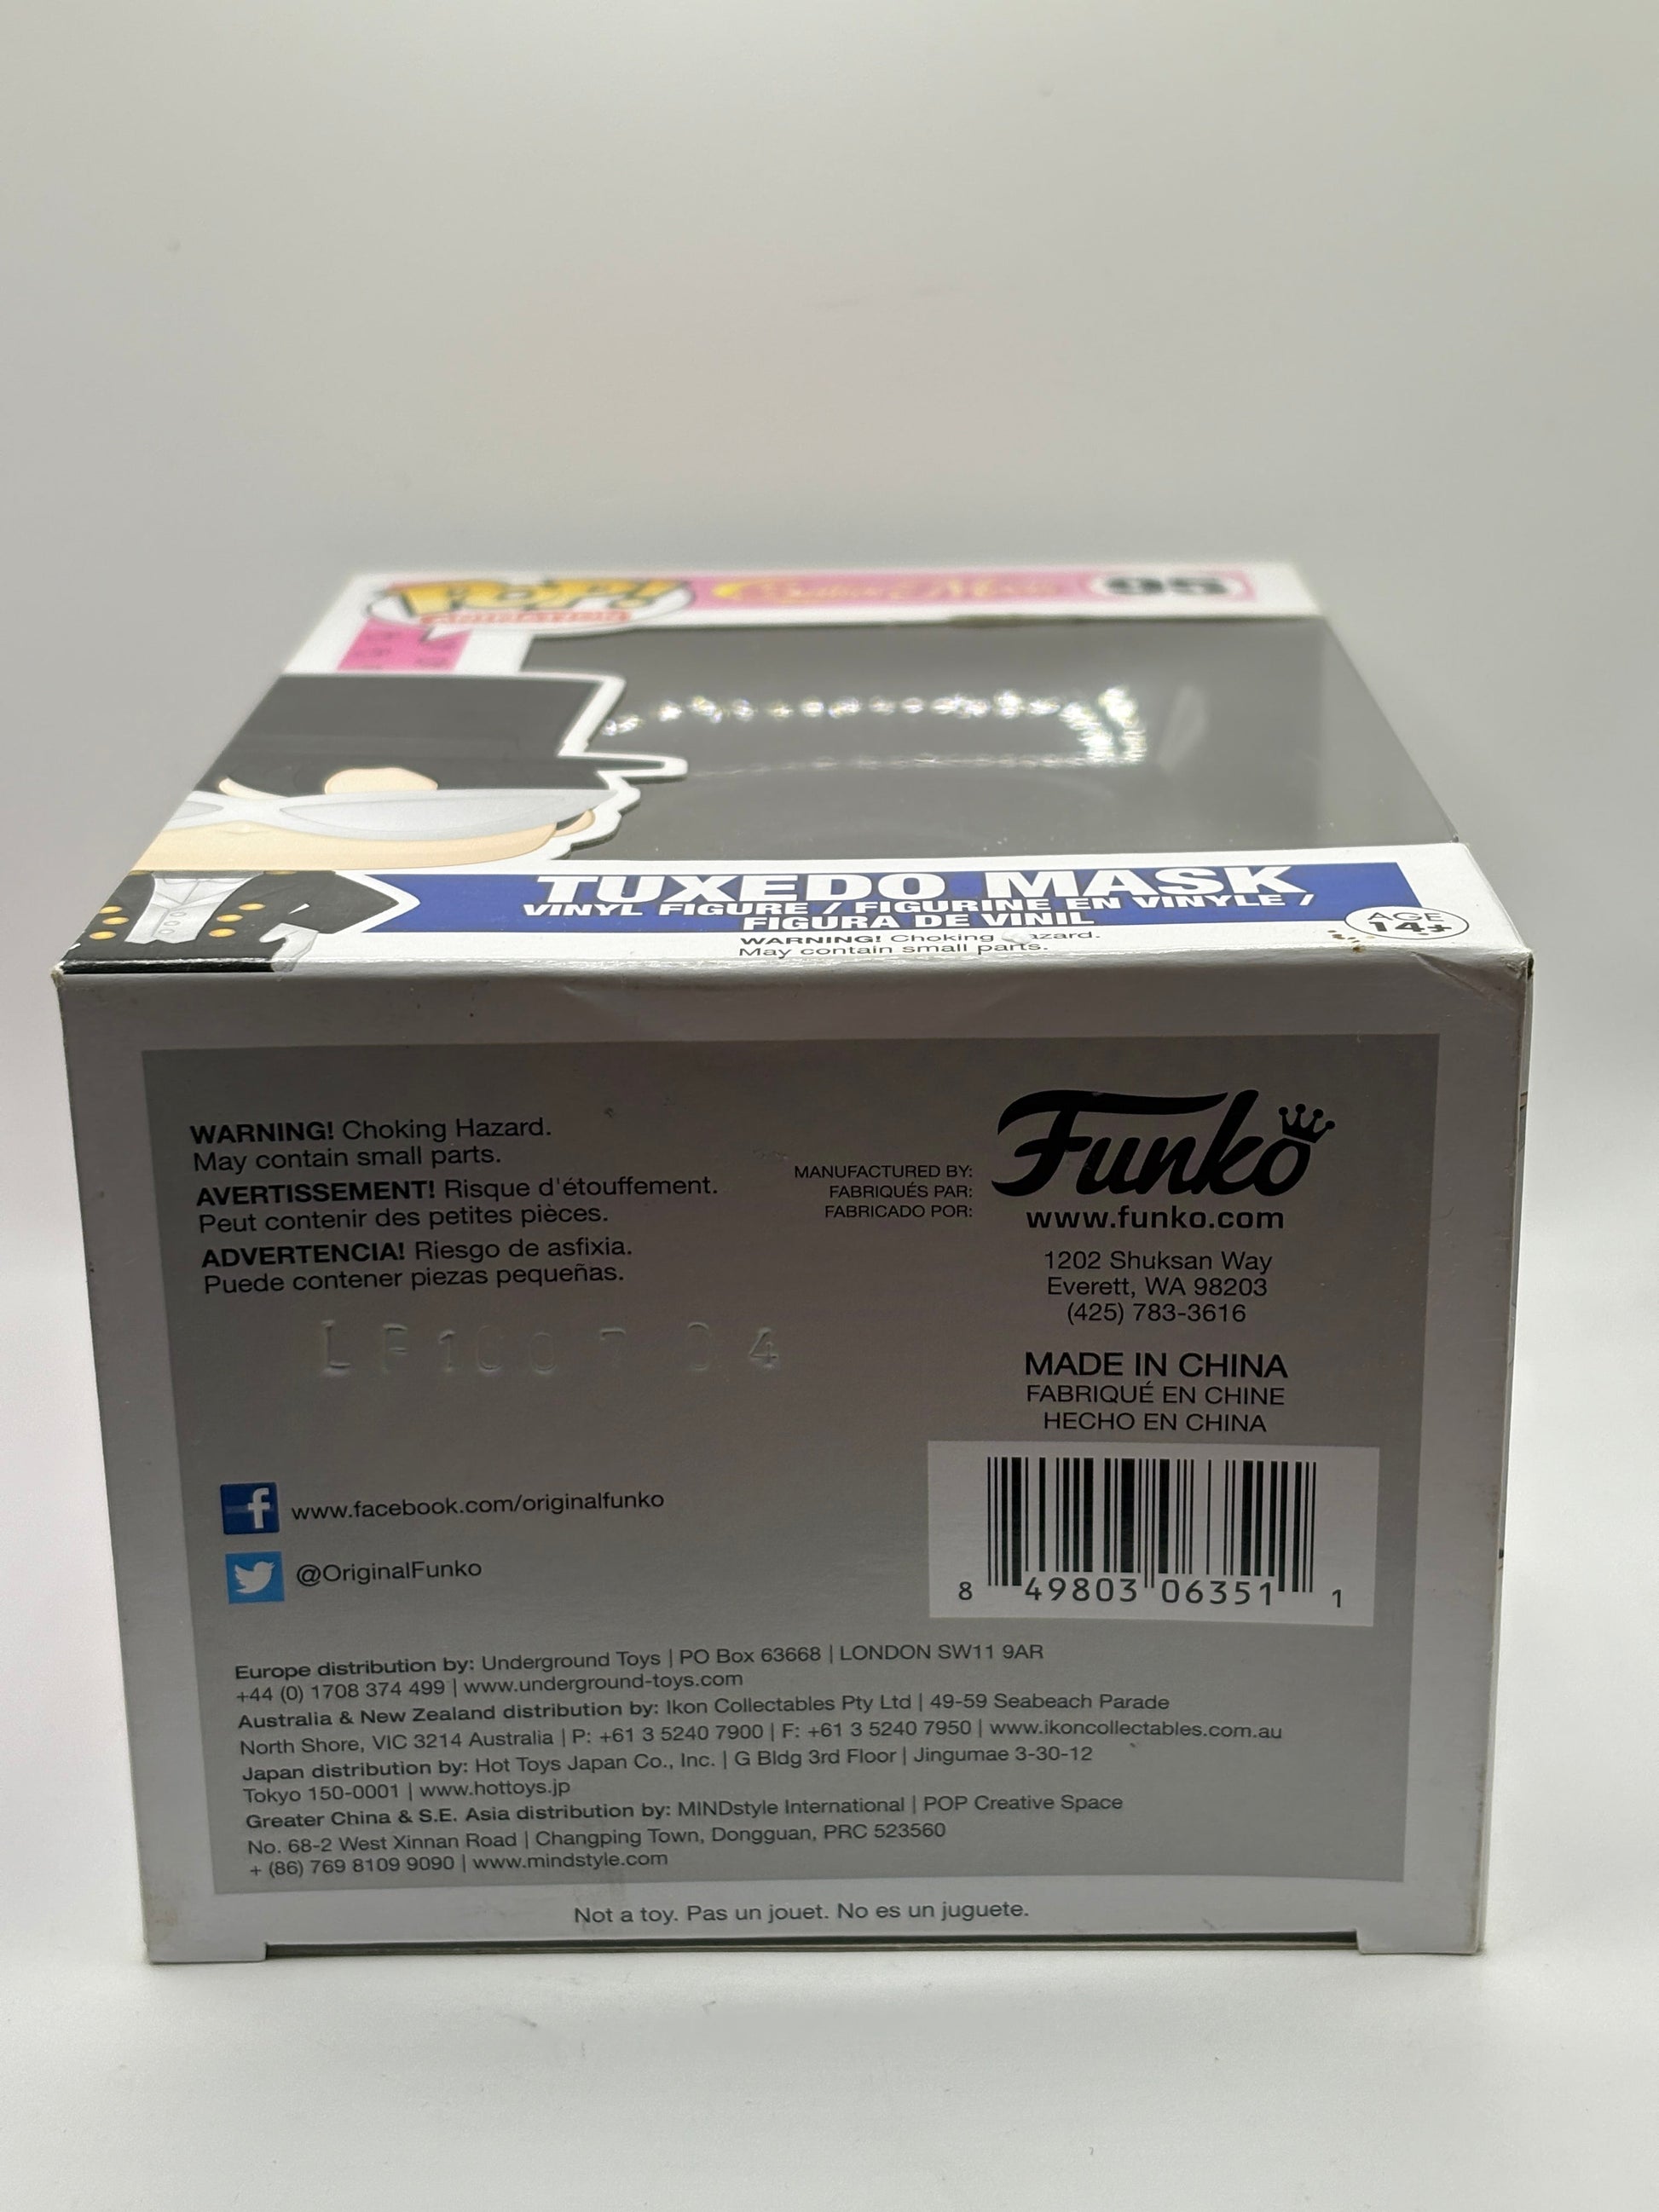 POP!
ANIMATION
Sailor Moon
95
TUXEDO MASK
VINYL FIGURE / FIGURINE EN VINYLE /
FIGURA DE VINIL
WARNING! Choking
May contain small parts.
AGE
14+
WARNING! Choking Hazard.
May contain small parts.
AVERTISSEMENT! Risque d'étouffement.
Peut contenir des petites pièces.
ADVERTENCIA! Riesgo de asfixia.
Puede contener piezas pequeñas.
MANUFACTURED BY:
FABRIQUÉS PAR:
FABRICADO POR:
Funko
www.funko.com
1202 Shuksan Way
Everett, WA 98203
(425) 783-3616
MADE IN CHINA
FABRIQUÉ EN CHINE
HECHO EN CHINA
www.facebook.com/originalfunko
@OriginalFunko
8 49803 06351 1
Europe distribution by: Underground Toys | PO Box 63668 | LONDON SW11 9AR
+44 (0) 1708 374 499 | www.underground-toys.com
Australia & New Zealand distribution by: Ikon Collectables Pty Ltd | 49-59 Seabeach Parade
North Shore, VIC 3214 Australia | P: +61 3 5240 7900 | F: +61 3 5240 7950 | www.ikoncollectables.com.au
Japan distribution by: Hot Toys Japan Co., Inc. | G Bldg 3rd Floor | Jingumae 3-30-12
Tokyo 150-0001 | www.hottoys.jp
Greater China & S.E. Asia distribution by: MINDstyle International | POP Creative Space
No. 68-2 West Xinnan Road | Changping Town, Dongguan, PRC 523560
+ (86) 769 8109 9090 | www.mindstyle.com
Not a toy. Pas un jouet. No es un juguete.